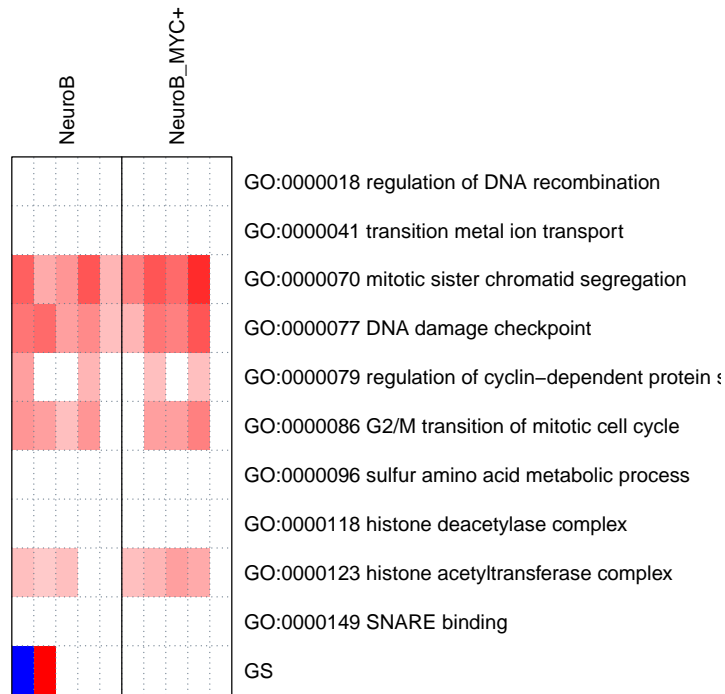 NeuroB
NeuroB_MYC+
GO:0000018 regulation of DNA recombination
GO:0000041 transition metal ion transport
GO:0000070 mitotic sister chromatid segregation
GO:0000077 DNA damage checkpoint
GO:0000079 regulation of cyclin−dependent protein s
GO:0000086 G2/M transition of mitotic cell cycle
GO:0000096 sulfur amino acid metabolic process
GO:0000118 histone deacetylase complex
GO:0000123 histone acetyltransferase complex
GO:0000149 SNARE binding
GS